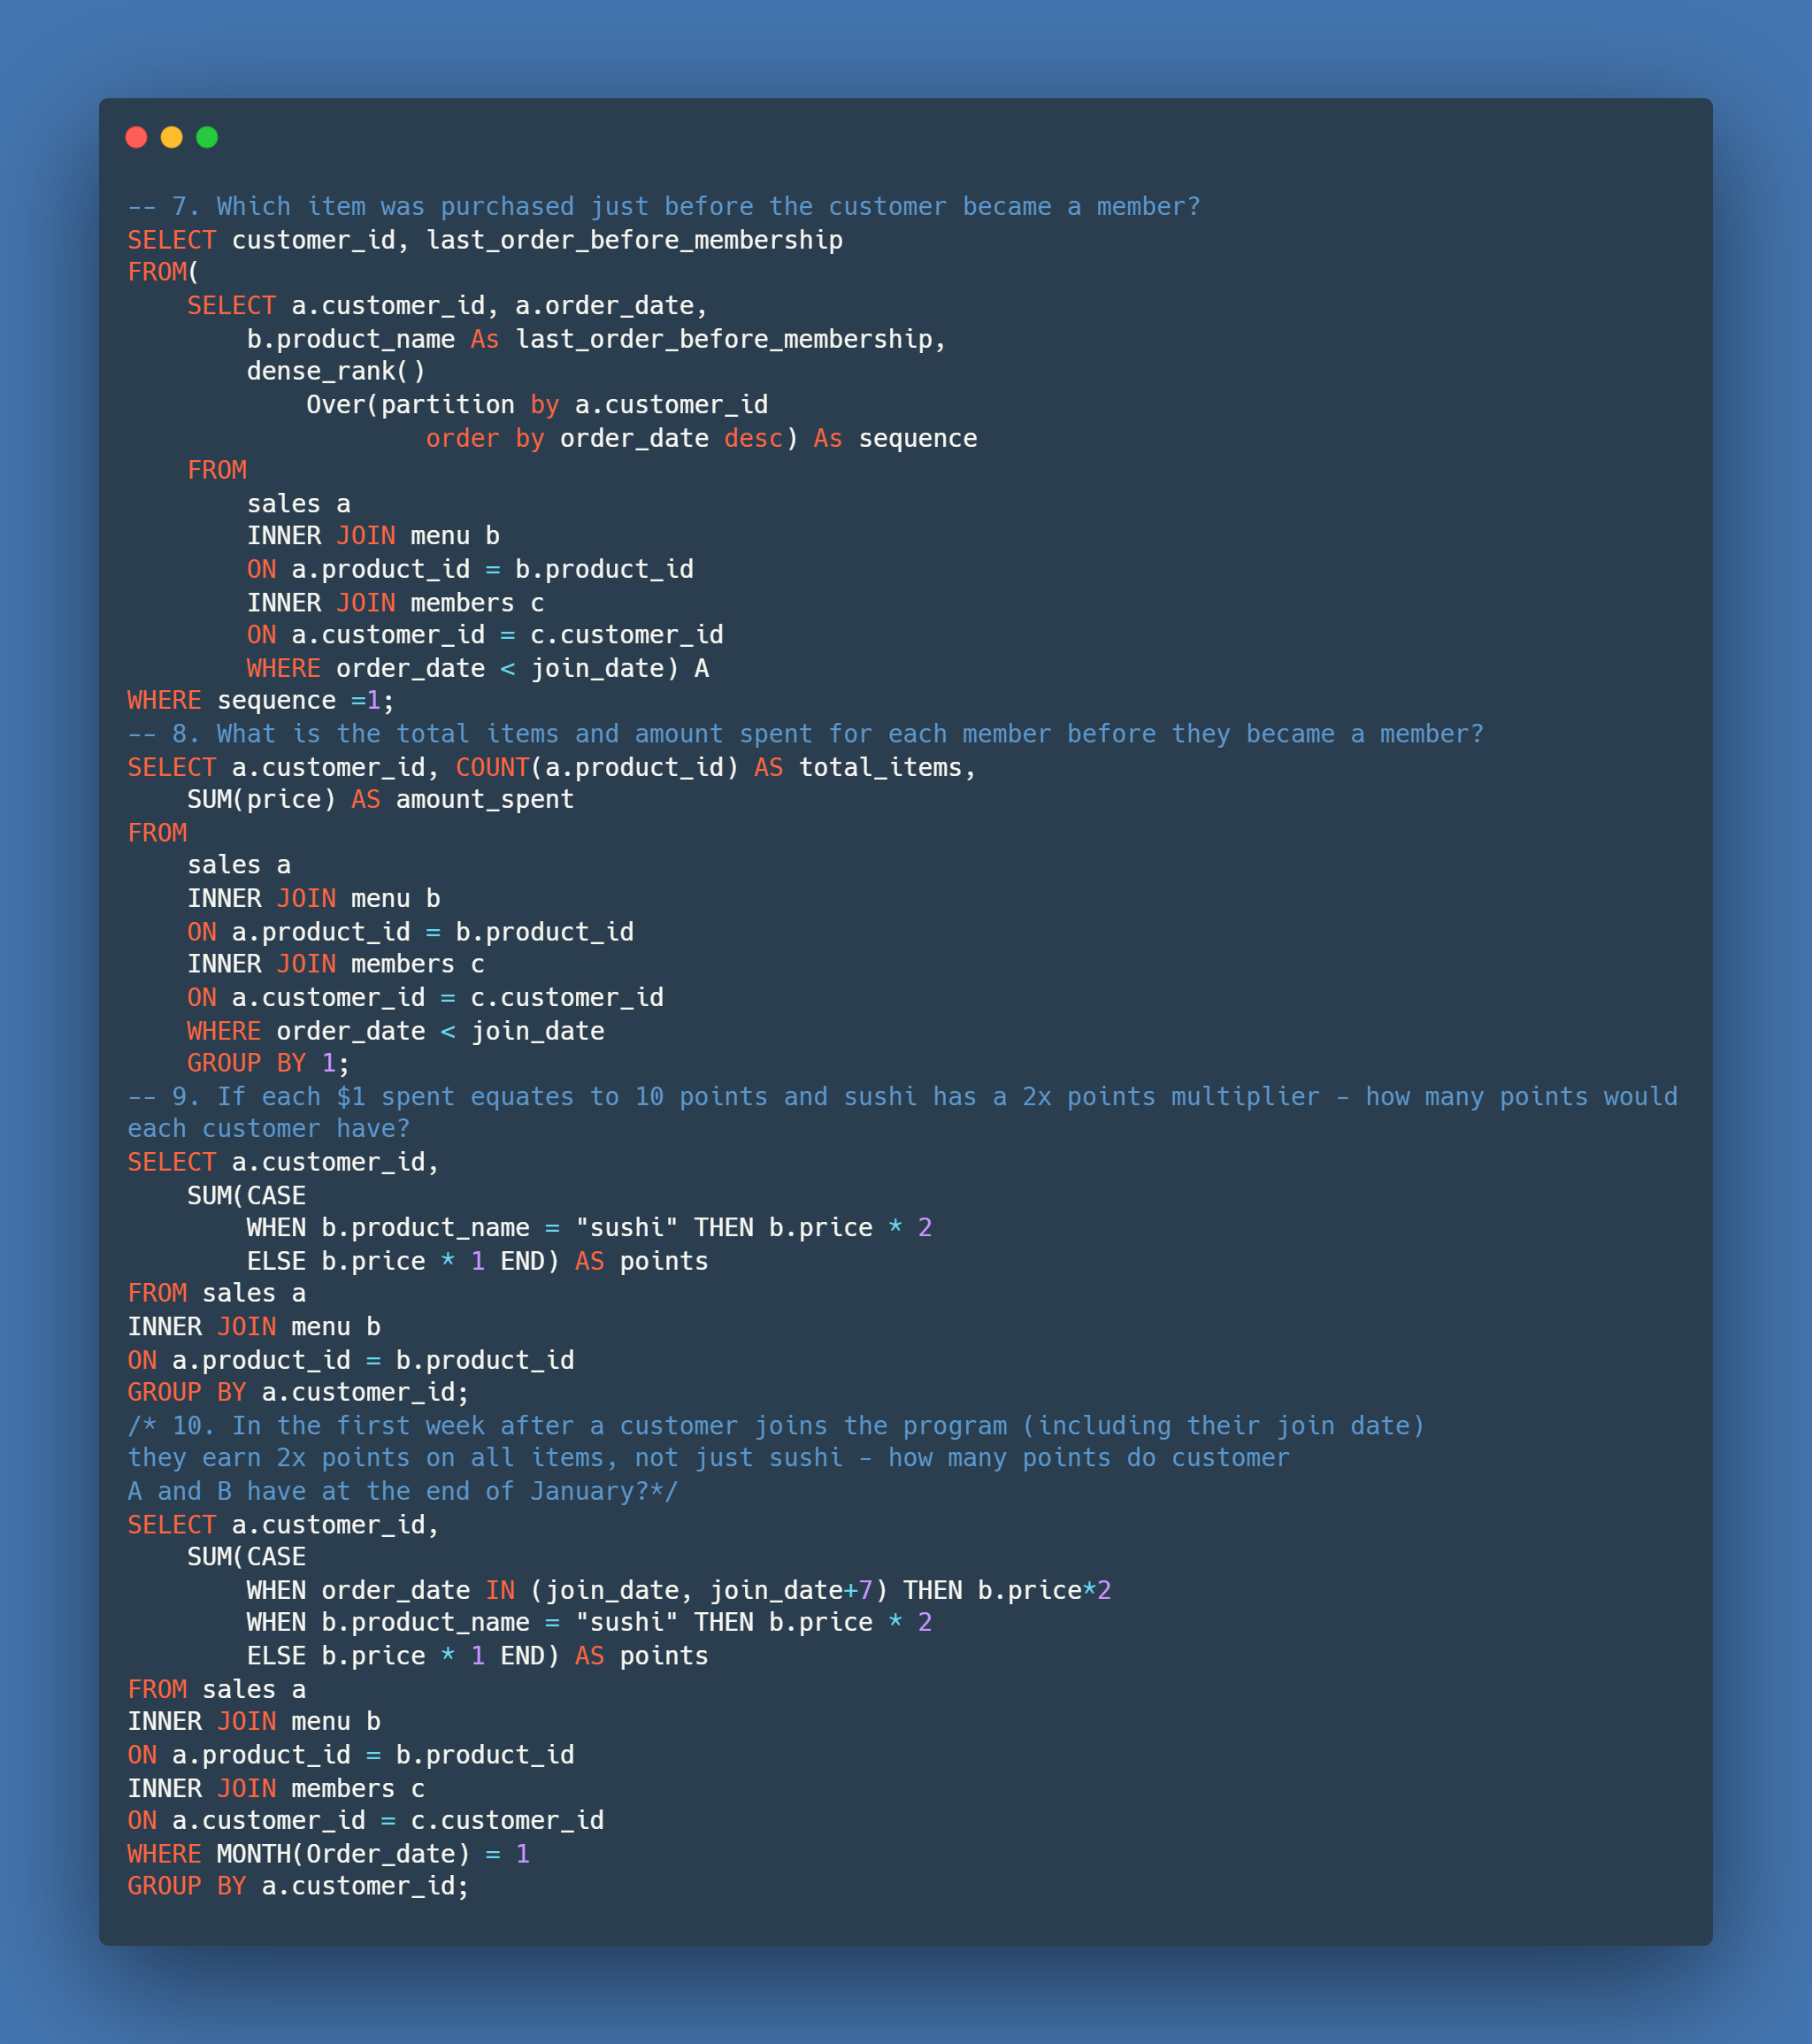 -- 7. Which item was purchased just before the customer became a member?
SELECT customer_id, last_order_before_membership
FROM(
    SELECT a.customer_id, a.order_date,
        b.product_name As last_order_before_membership,
        dense_rank()
            Over(partition by a.customer_id
                    order by order_date desc) As sequence
    FROM
        sales a
        INNER JOIN menu b
        ON a.product_id = b.product_id
        INNER JOIN members c
        ON a.customer_id = c.customer_id
        WHERE order_date < join_date) A
WHERE sequence =1;
-- 8. What is the total items and amount spent for each member before they became a member?
SELECT a.customer_id, COUNT(a.product_id) AS total_items,
    SUM(price) AS amount_spent
FROM
    sales a
    INNER JOIN menu b
    ON a.product_id = b.product_id
    INNER JOIN members c
    ON a.customer_id = c.customer_id
    WHERE order_date < join_date
    GROUP BY 1;
-- 9. If each $1 spent equates to 10 points and sushi has a 2x points multiplier - how many points would
each customer have?
SELECT a.customer_id,
    SUM(CASE
        WHEN b.product_name = "sushi" THEN b.price * 2
        ELSE b.price * 1 END) AS points
FROM sales a
INNER JOIN menu b
ON a.product_id = b.product_id
GROUP BY a.customer_id;
/* 10. In the first week after a customer joins the program (including their join date)
they earn 2x points on all items, not just sushi - how many points do customer
A and B have at the end of January?*/
SELECT a.customer_id,
    SUM(CASE
        WHEN order_date IN (join_date, join_date+7) THEN b.price*2
        WHEN b.product_name = "sushi" THEN b.price * 2
        ELSE b.price * 1 END) AS points
FROM sales a
INNER JOIN menu b
ON a.product_id = b.product_id
INNER JOIN members c
ON a.customer_id = c.customer_id
WHERE MONTH(Order_date) = 1
GROUP BY a.customer_id;